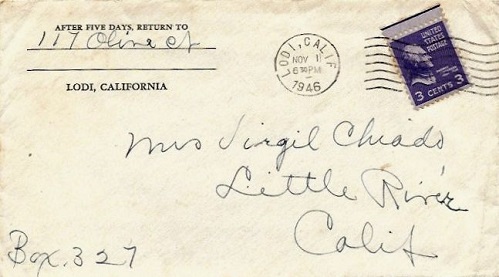 AFTER FIVE DAYS, RETURN TO
117 Olive Ct
LODI, CALIFORNIA
LODI, CALIF
NOV 1
6 30 PM
1946
UNITED
STATES
POSTAGE
3 CENTS 3
Mrs Virgil Chiado
Little River
Calif
Box. 327